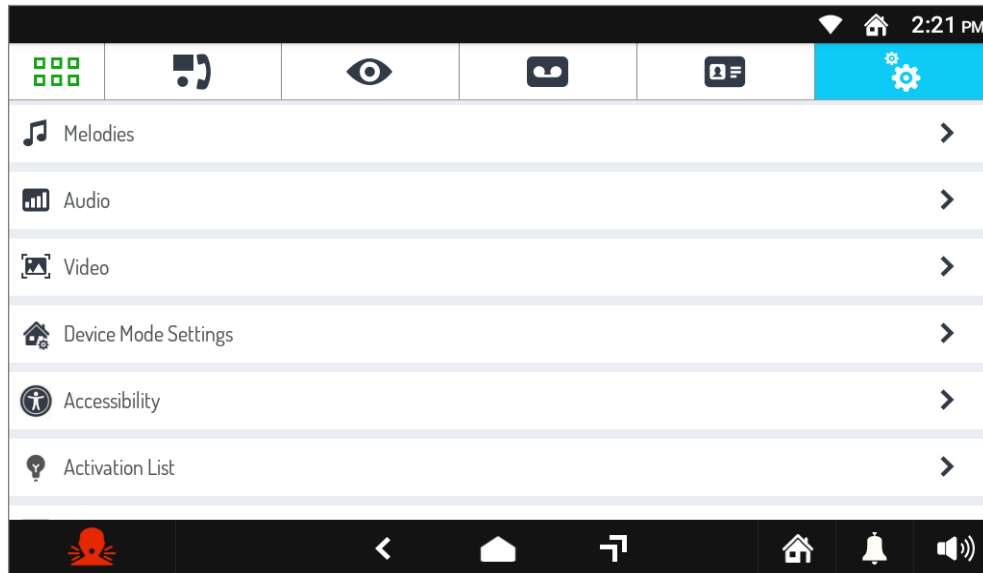 2:21 PM
Melodies
Audio
Video
Device Mode Settings
Accessibility
Activation List